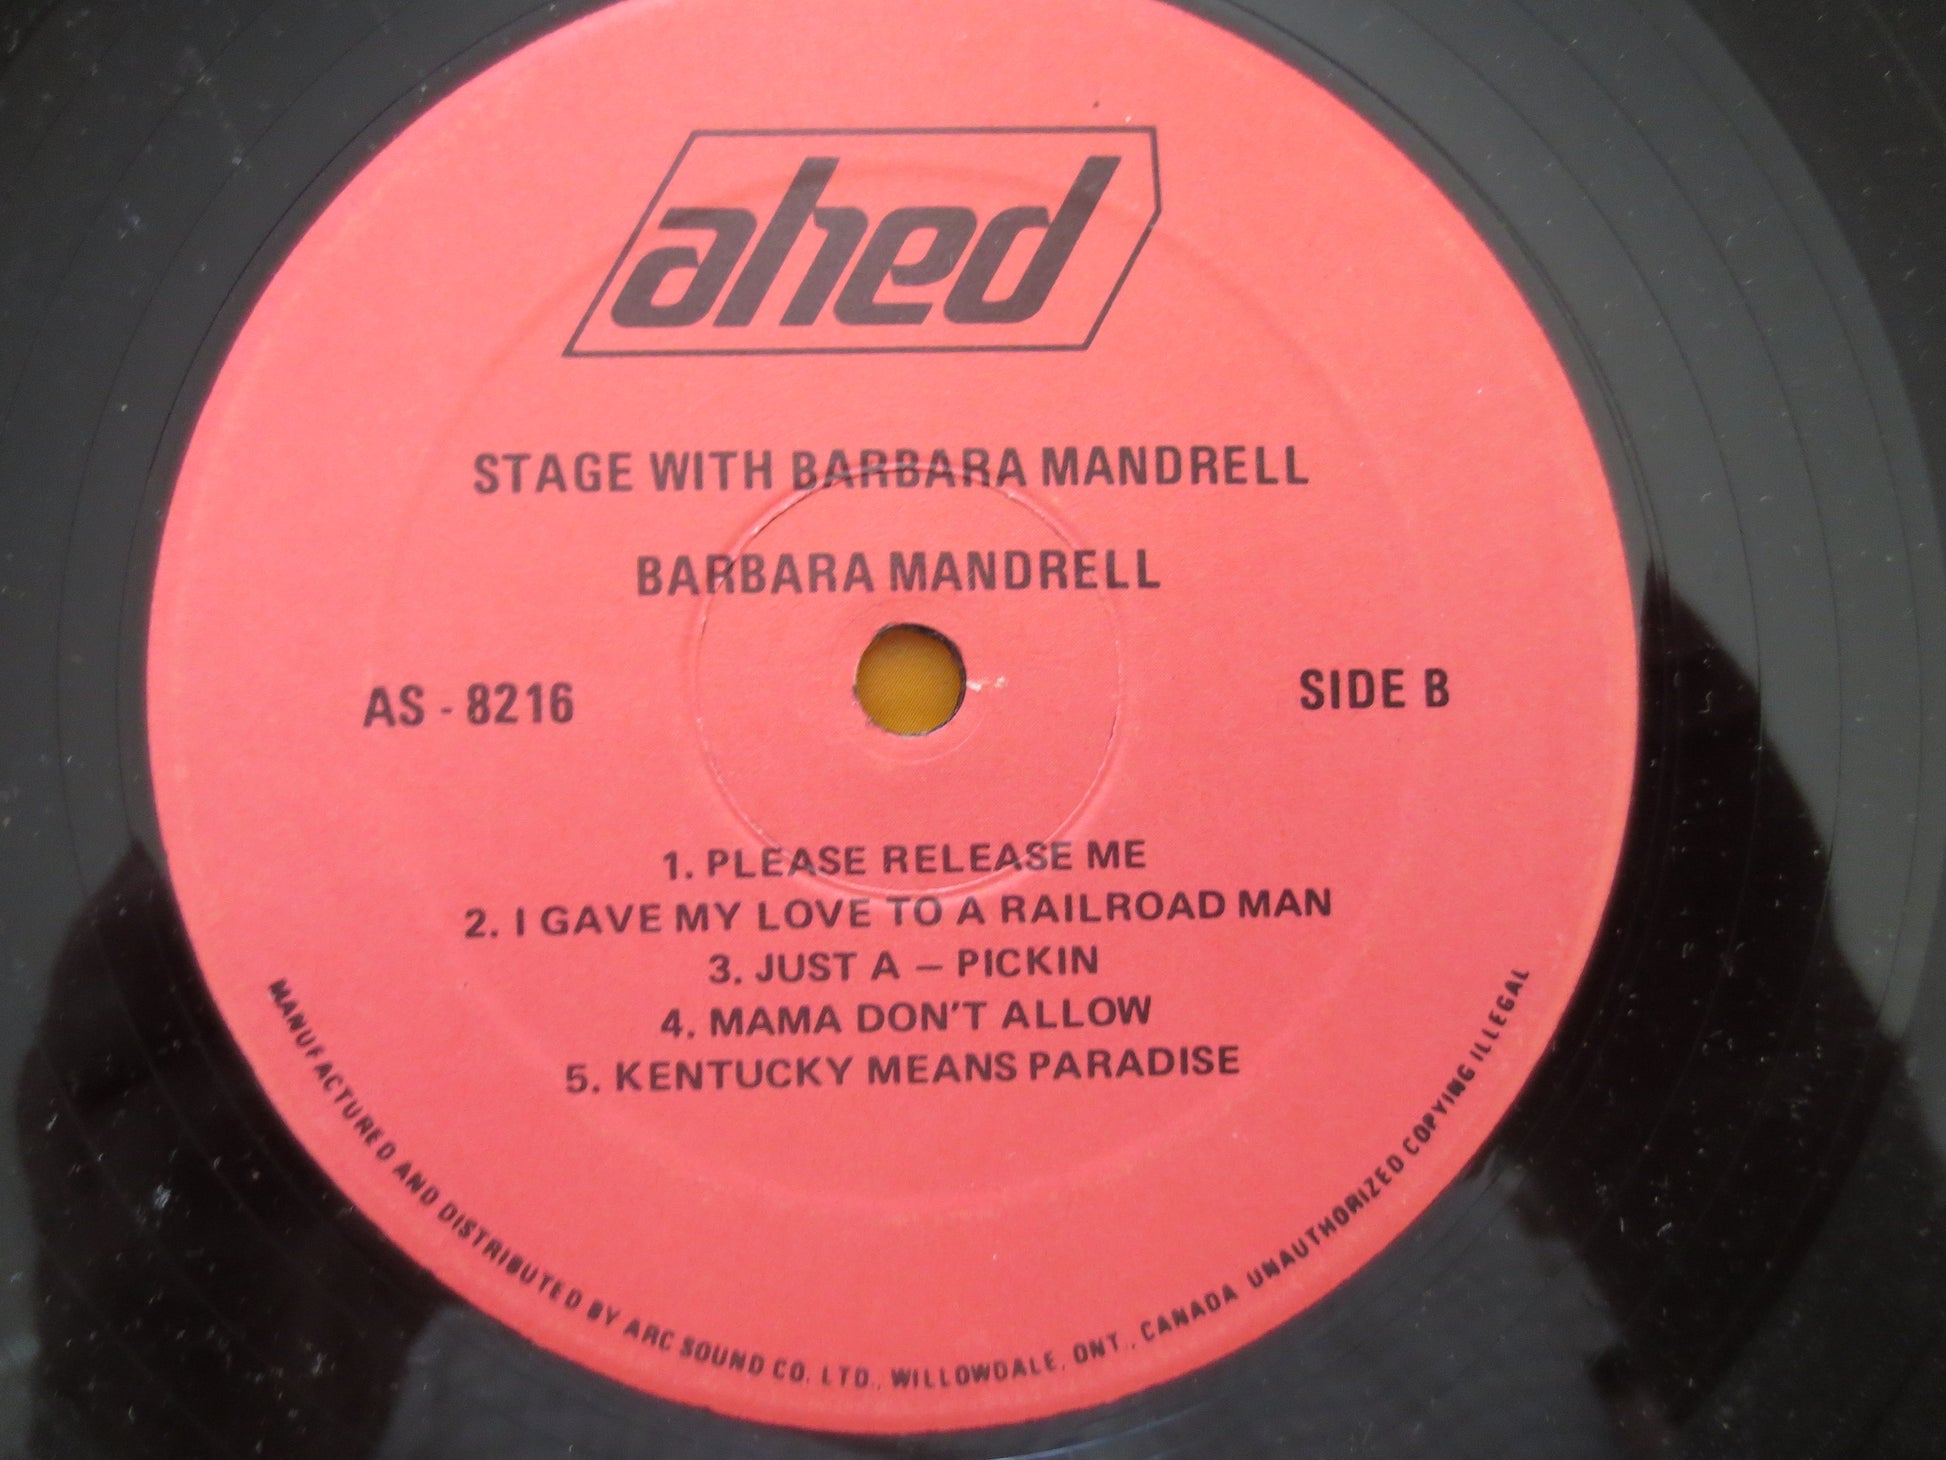 ahed
STAGE WITH BARBARA MANDRELL
BARBARA MANDRELL
AS - 8216
SIDE B
1. PLEASE RELEASE ME
2. I GAVE MY LOVE TO A RAILROAD MAN
3. JUST A – PICKIN
4. MAMA DON'T ALLOW
5. KENTUCKY MEANS PARADISE
MANUFACTURED AND DISTRIBUTED BY ARC SOUND CO. LTD., WILLOWDALE, ONT., CANADA UNAUTHORIZED COPYING ILLEGAL